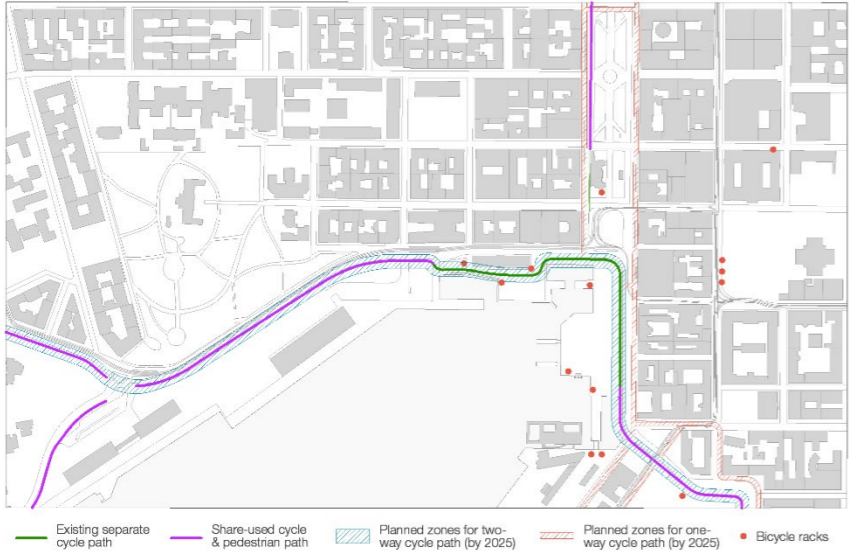 Existing separate
cycle path
Share-used cycle
& pedestrian path
Planned zones for two-
way cycle path (by 2025)
Planned zones for one-
way cycle path (by 2025)
Bicycle racks